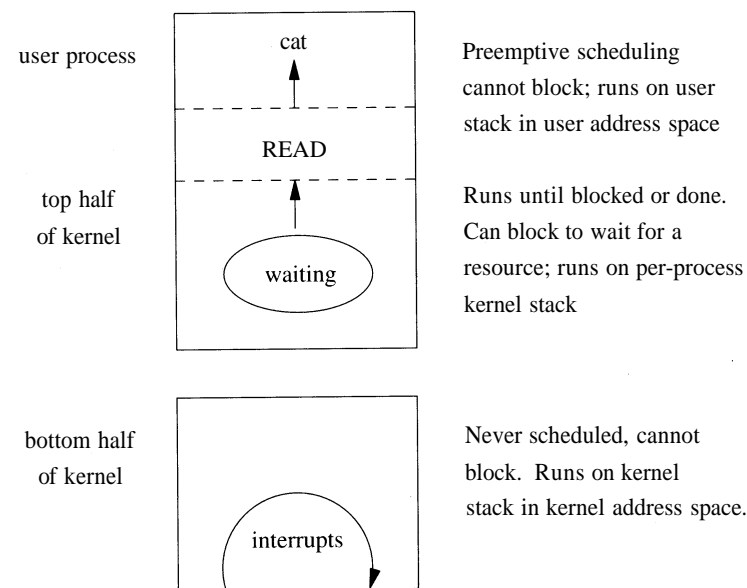 user process
cat
Preemptive scheduling
cannot block; runs on user
stack in user address space
READ
top half
of kernel
waiting
Runs until blocked or done.
Can block to wait for a
resource; runs on per-process
kernel stack
bottom half
of kernel
interrupts
Never scheduled, cannot
block. Runs on kernel
stack in kernel address space.